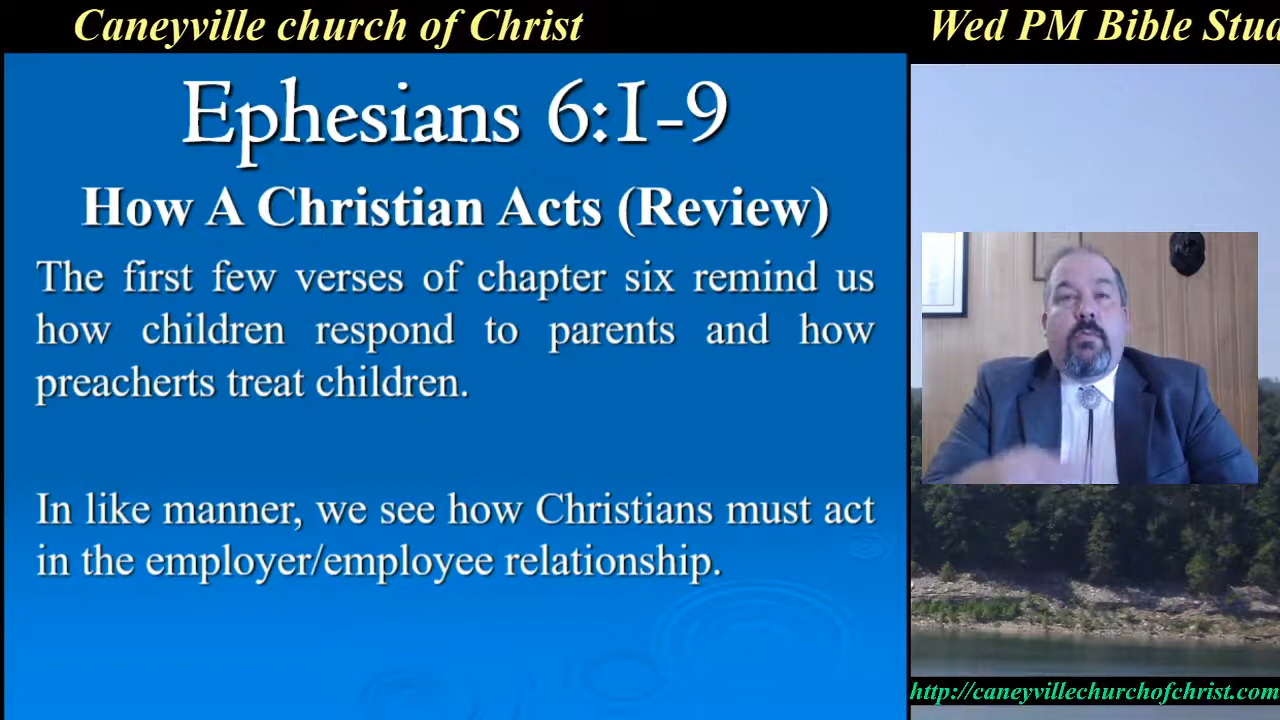 Caneyville church of Christ
Wed PM Bible Stud
Ephesians 6:1-9
How A Christian Acts (Review)
The first few verses of chapter six remind us
how children respond to parents and how
preacherts treat children.
In like manner, we see how Christians must act
in the employer/employee relationship.
http://caneyvillechurchofchrist.com